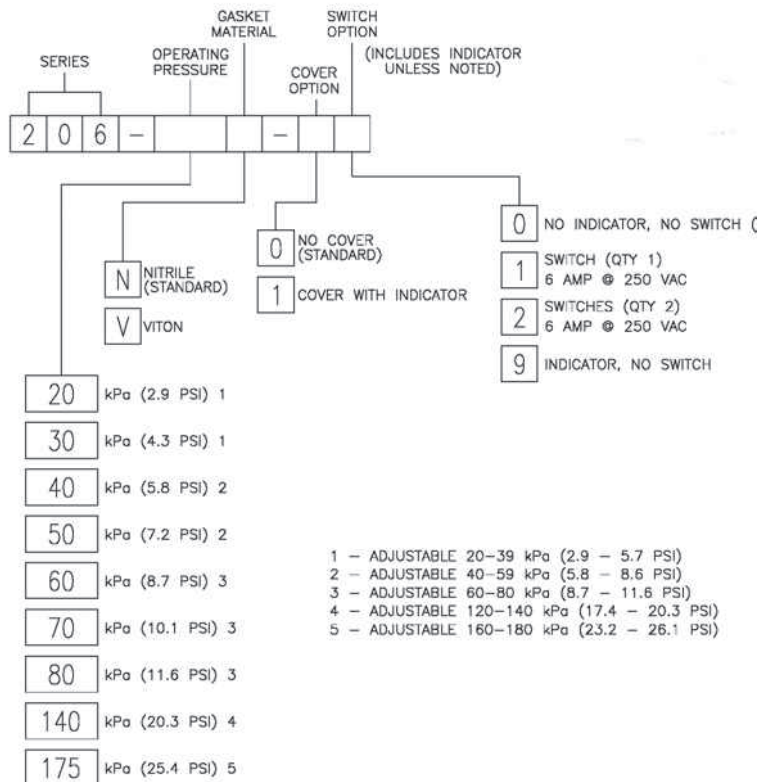 GASKET
MATERIAL
SWITCH
OPTION
OPERATING
PRESSURE
(INCLUDES INDICATOR
UNLESS NOTED)
SERIES
COVER
OPTION
2 0 6 - -
0 NO INDICATOR, NO SWITCH (
N NITRILE
(STANDARD)
0 NO COVER
(STANDARD)
1 SWITCH (QTY 1)
6 AMP @ 250 VAC
V VITON
1 COVER WITH INDICATOR
2 SWITCHES (QTY 2)
6 AMP @ 250 VAC
9 INDICATOR, NO SWITCH
20 kPa (2.9 PSI) 1
30 kPa (4.3 PSI) 1
40 kPa (5.8 PSI) 2
50 kPa (7.2 PSI) 2
60 kPa (8.7 PSI) 3
70 kPa (10.1 PSI) 3
80 kPa (11.6 PSI) 3
140 kPa (20.3 PSI) 4
175 kPa (25.4 PSI) 5
1 – ADJUSTABLE 20–39 kPa (2.9 – 5.7 PSI)
2 – ADJUSTABLE 40–59 kPa (5.8 – 8.6 PSI)
3 – ADJUSTABLE 60–80 kPa (8.7 – 11.6 PSI)
4 – ADJUSTABLE 120–140 kPa (17.4 – 20.3 PSI)
5 – ADJUSTABLE 160–180 kPa (23.2 – 26.1 PSI)